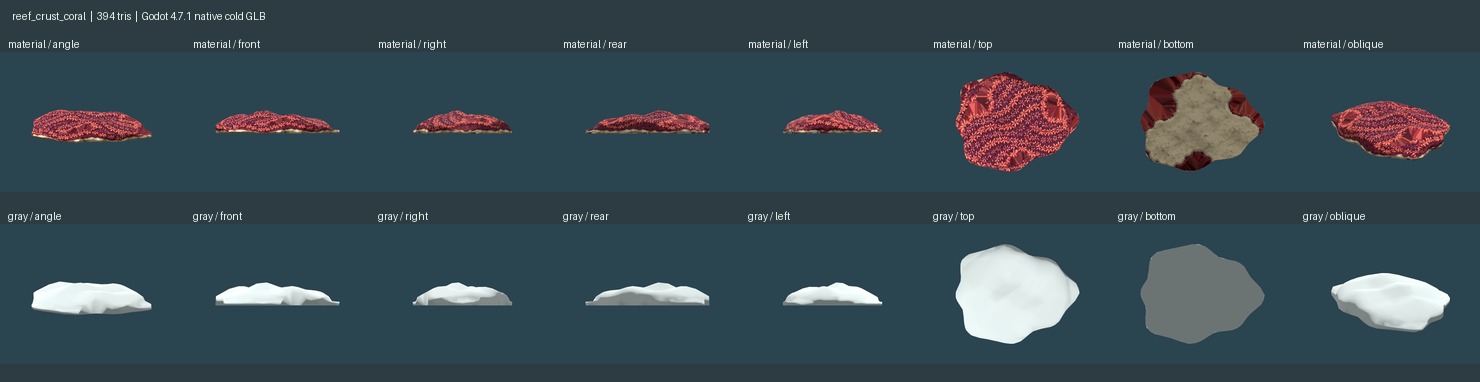 reef_crust_coral | 394 tris | Godot 4.7.1 native cold GLB
material / angle
material / front
material / right
material / rear
material / left
material / top
material / bottom
material / oblique
gray / angle
gray / front
gray / right
gray / rear
gray / left
gray / top
gray / bottom
gray / oblique